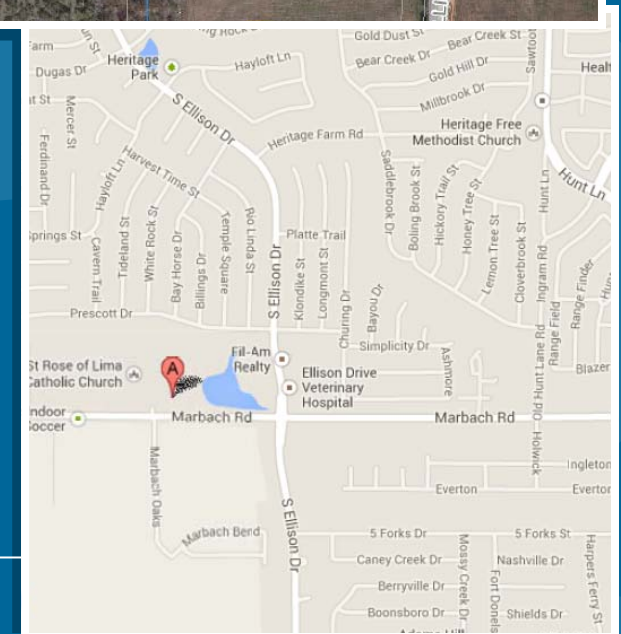 Gold Dust St
Bear Creek St
Sawtoot
Farm
Heritage
Park
Hayloft Ln
Bear Creek Dr
Gold Hill Dr
Healt
Dugas Dr
Millbrook Dr
Mercer St
S Ellison Dr
Heritage Free
Methodist Church
Heritage Farm Rd
Ferdinand Dr
Hayloft Ln
Harvest Time St
Saddlebrook Dr
Boling Brook St
Hickory Trail St
Honey Tree St
Hunt Ln
Hunt Ln
Springs St
Cavern Trail
Tideland St
White Rock St
Bay Horse Dr
Billings Dr
Temple Square
Rio Linda St
S Ellison Dr
Platte Trail
Klondike St
Longmont St
Churing Dr
Bayou Dr
Lemon Tree St
Cloverbrook St
Ingram Rd
Range Field
Range Finder
Prescott Dr
Simplicity Dr
Ashmore
Old Hunt Lane Rd
Blazer
St Rose of Lima
Catholic Church
A
Fil-Am
Realty
Ellison Drive
Veterinary
Hospital
ndoor
Soccer
Marbach Rd
Marbach Rd
Holwick
Marbach Oaks
Ingleton
Everton
Everton
Marbach Bend
S Ellison Dr
5 Forks Dr
5 Forks St
Caney Creek Dr
Mossy Creek Dr
Nashville Dr
Harpers Ferry St
Berryville Dr
Fort Donels
Boonsboro Dr
Shields Dr